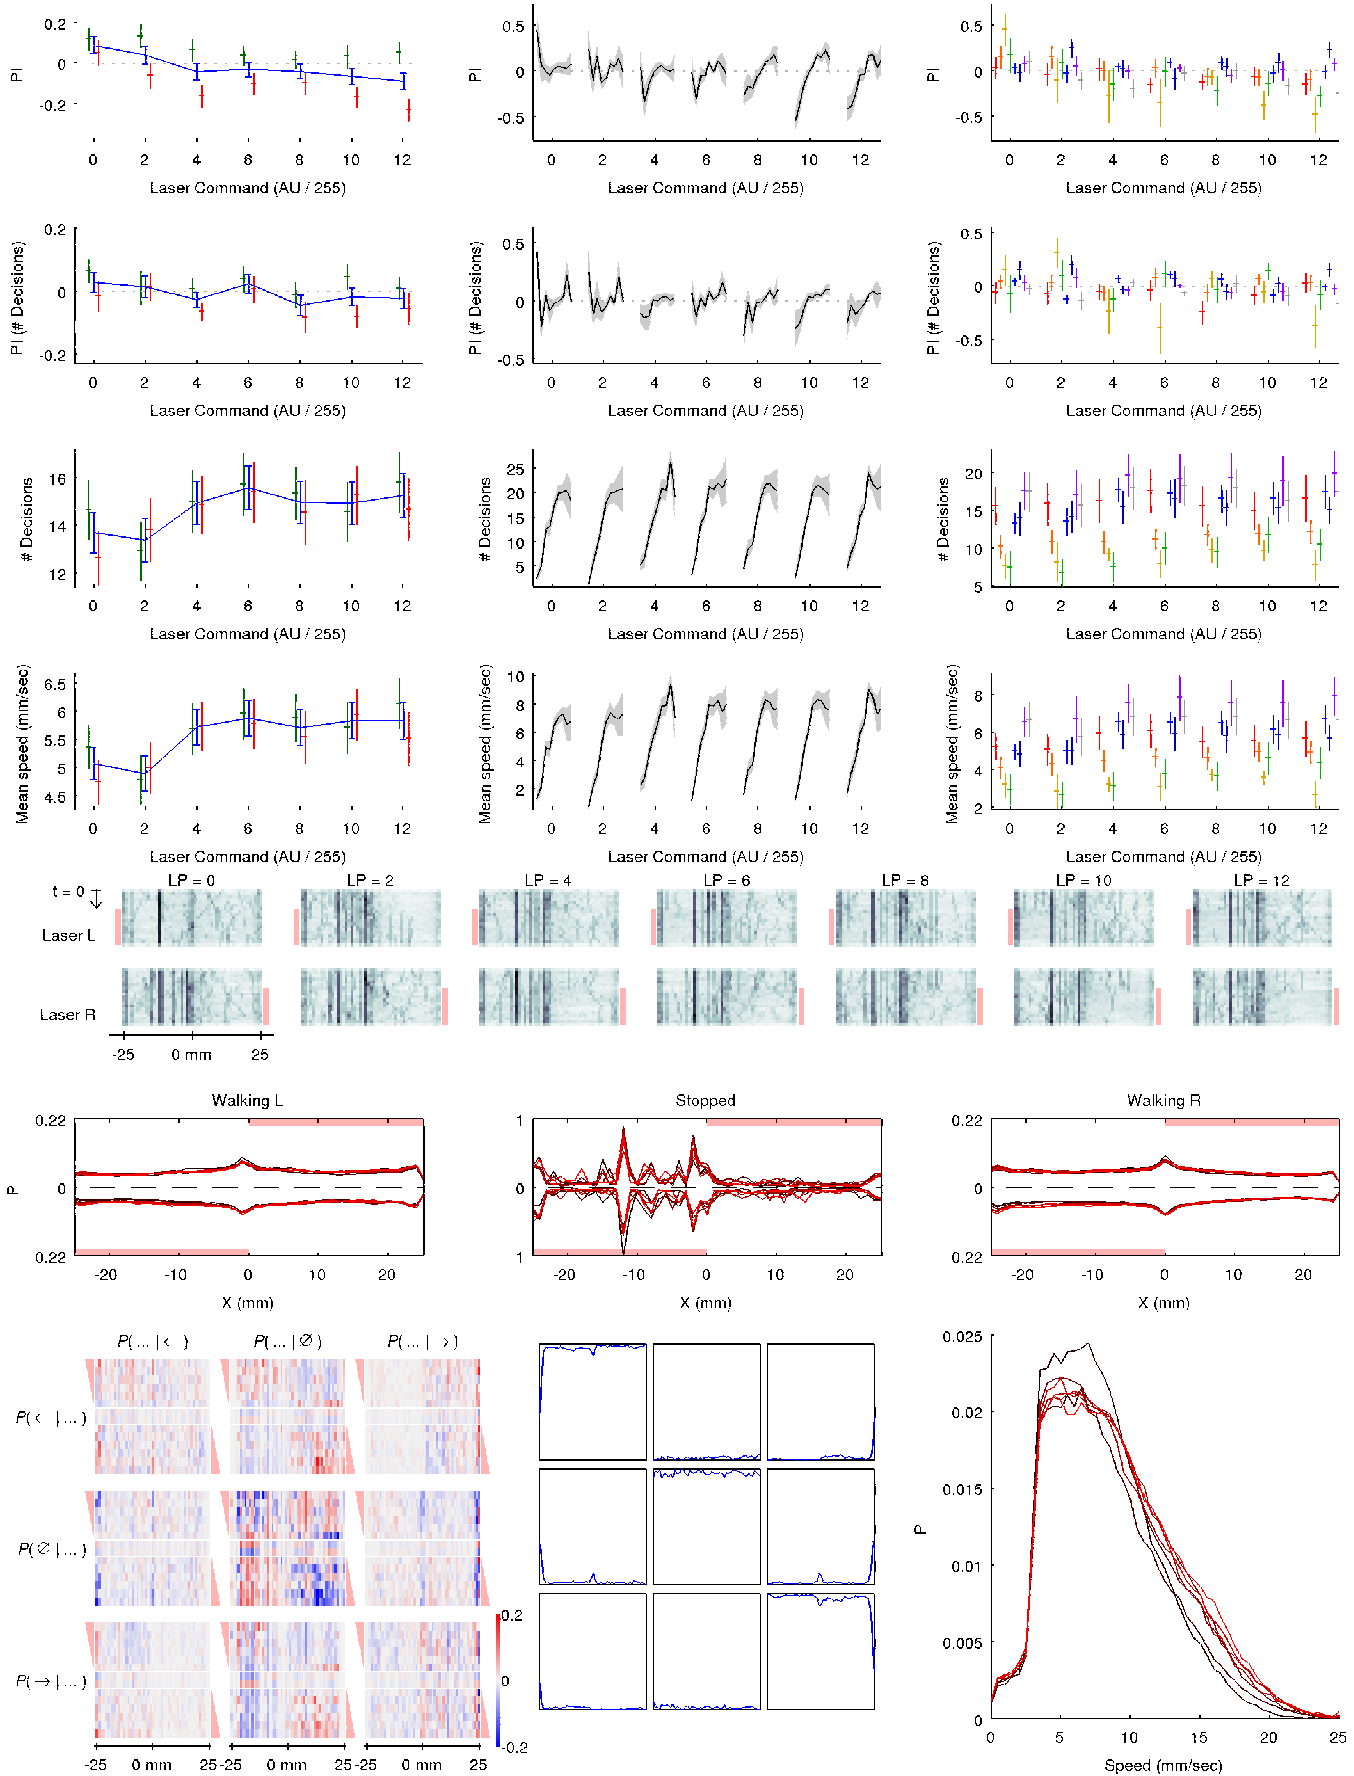 0.2
0
-0.2
PI
0 2 4 6 8 10 12
Laser Command (AU / 255)
0.5
0
-0.5
PI
0 2 4 6 8 10 12
Laser Command (AU / 255)
0.5
0
-0.5
PI
0 2 4 6 8 10 12
Laser Command (AU / 255)
0.2
0
-0.2
PI (# Decisions)
0 2 4 6 8 10 12
Laser Command (AU / 255)
0.5
0
-0.5
PI (# Decisions)
0 2 4 6 8 10 12
Laser Command (AU / 255)
0.5
0
-0.5
PI (# Decisions)
0 2 4 6 8 10 12
Laser Command (AU / 255)
16
14
12
# Decisions
0 2 4 6 8 10 12
Laser Command (AU / 255)
25
20
15
10
5
# Decisions
0 2 4 6 8 10 12
Laser Command (AU / 255)
20
15
10
5
# Decisions
0 2 4 6 8 10 12
Laser Command (AU / 255)
6.5
6
5.5
5
4.5
Mean speed (mm/sec)
0 2 4 6 8 10 12
Laser Command (AU / 255)
10
8
6
4
2
Mean speed (mm/sec)
0 2 4 6 8 10 12
Laser Command (AU / 255)
8
6
4
2
Mean speed (mm/sec)
0 2 4 6 8 10 12
Laser Command (AU / 255)
LP = 0 LP = 2 LP = 4 LP = 6 LP = 8 LP = 10 LP = 12
t = 0
Laser L
Laser R
-25 0 mm 25
Walking L
0.22
0
0.22
P
-20 -10 0 10 20
X (mm)
Stopped
1
0
1
-20 -10 0 10 20
X (mm)
Walking R
0.22
0
0.22
-20 -10 0 10 20
X (mm)
P( ... | ← ) P( ... | ∅ ) P( ... | → )
P( ← | ... )
P( ∅ | ... )
P( → | ... )
0.2
0
-0.2
-25 0 mm 25 -25 0 mm 25 -25 0 mm 25
0.025
0.02
0.015
0.01
0.005
0
P
0 5 10 15 20 25
Speed (mm/sec)